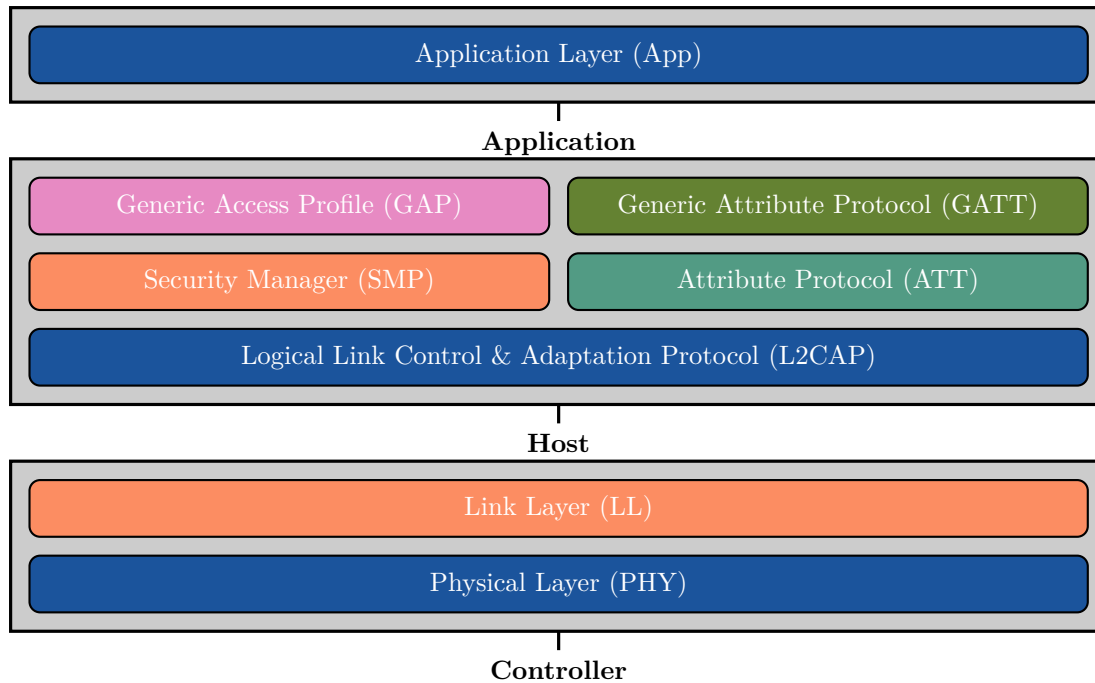 Application Layer (App)
Application
Generic Access Profile (GAP)
Generic Attribute Protocol (GATT)
Security Manager (SMP)
Attribute Protocol (ATT)
Logical Link Control & Adaptation Protocol (L2CAP)
Host
Link Layer (LL)
Physical Layer (PHY)
Controller